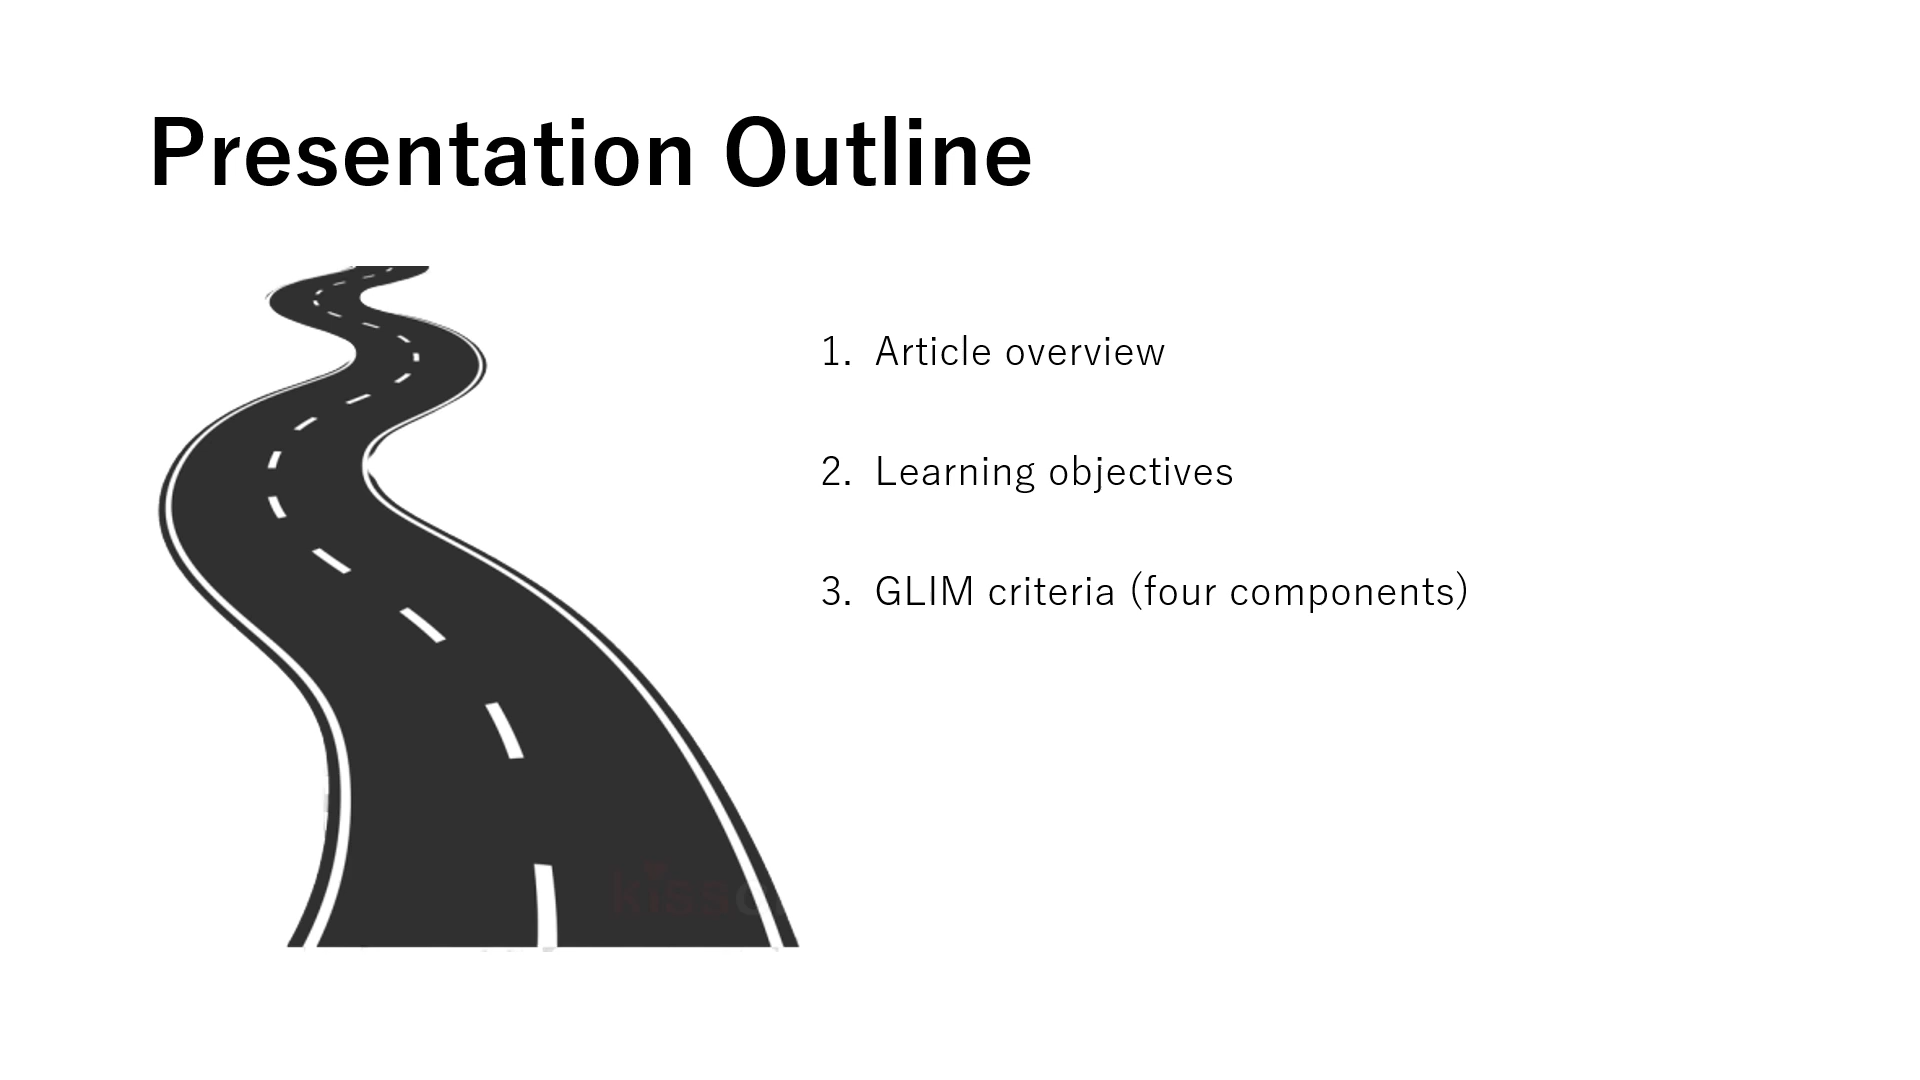 Presentation Outline
1. Article overview
2. Learning objectives
3. GLIM criteria (four components)